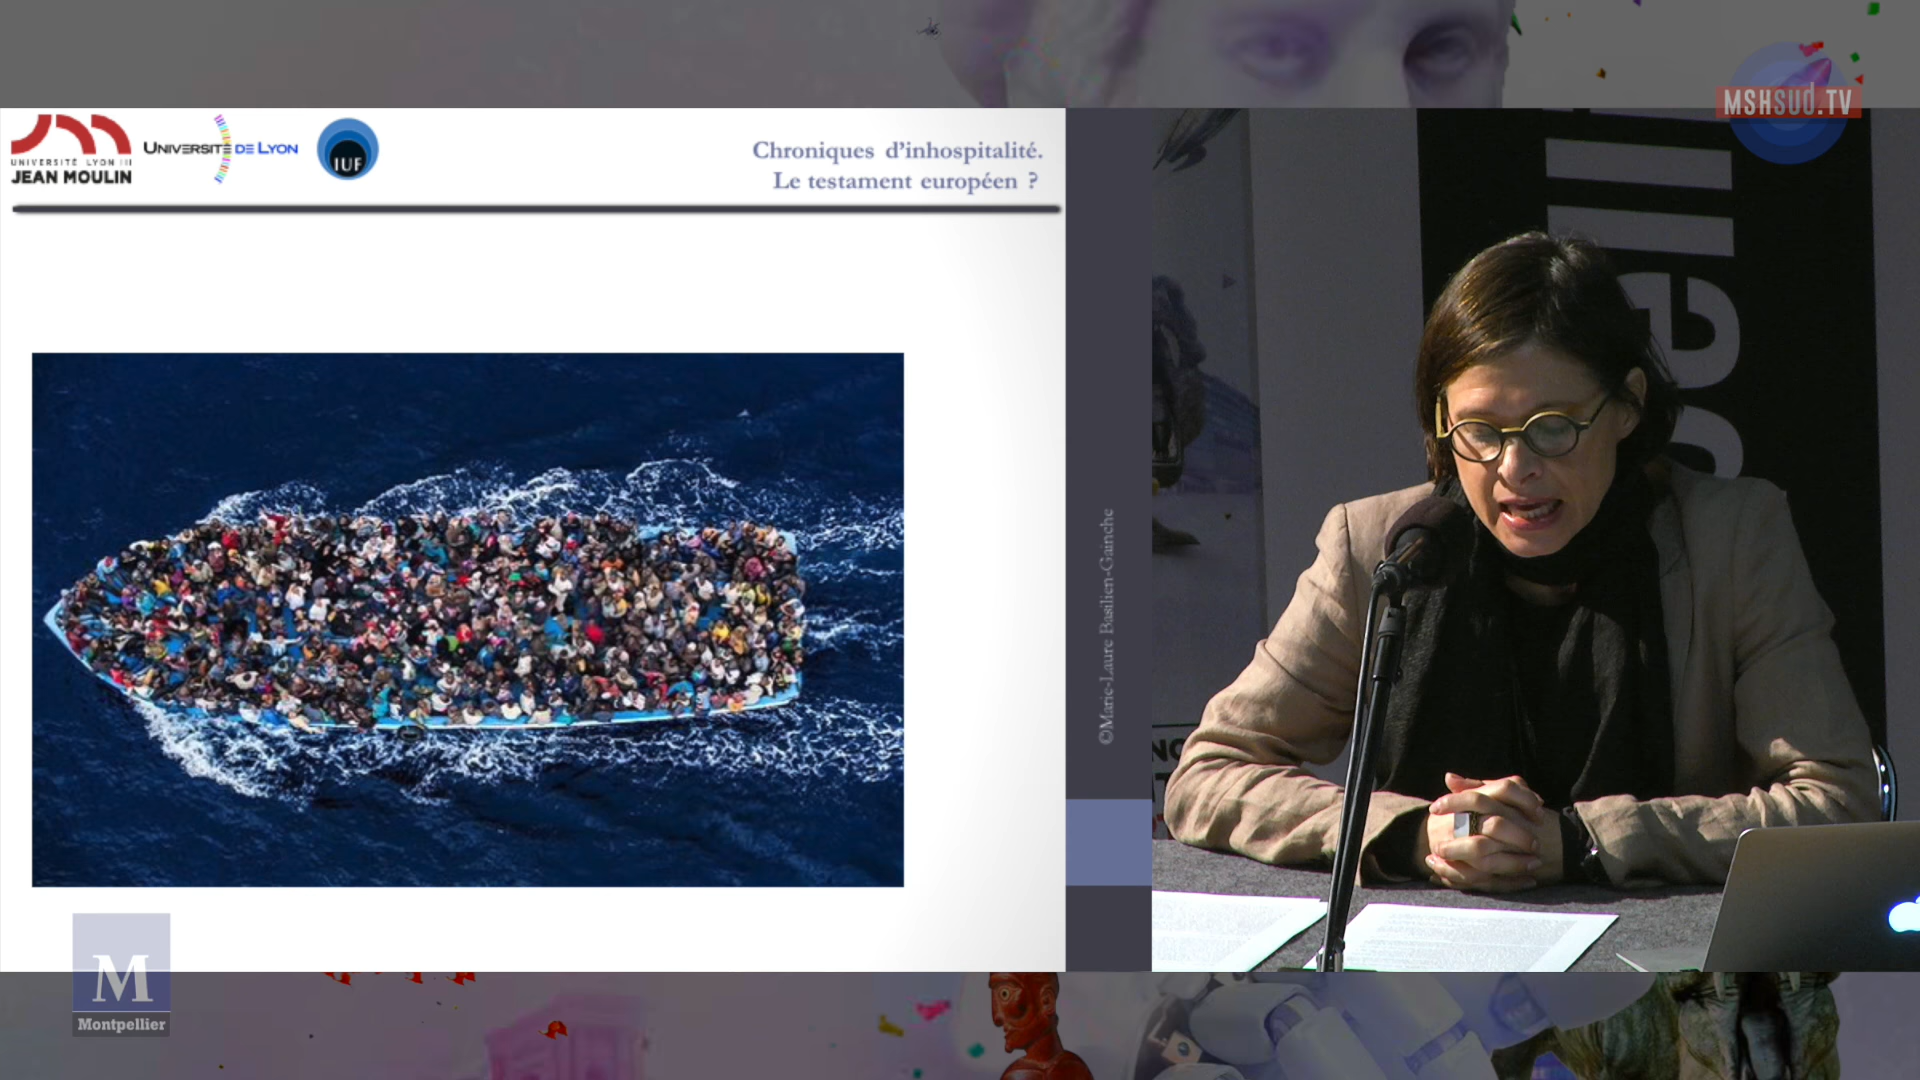 UNIVERSITÉ LYON III
JEAN MOULIN
UNIVERSITÉ DE LYON
IUF
Chroniques d'inhospitalité.
Le testament européen ?
MSHSUD.TV
©Marie-Laure Basilien-Gainche
M
Montpellier